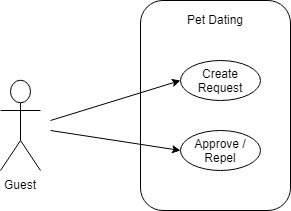 Pet Dating
Create
Request
Approve /
Repel
Guest